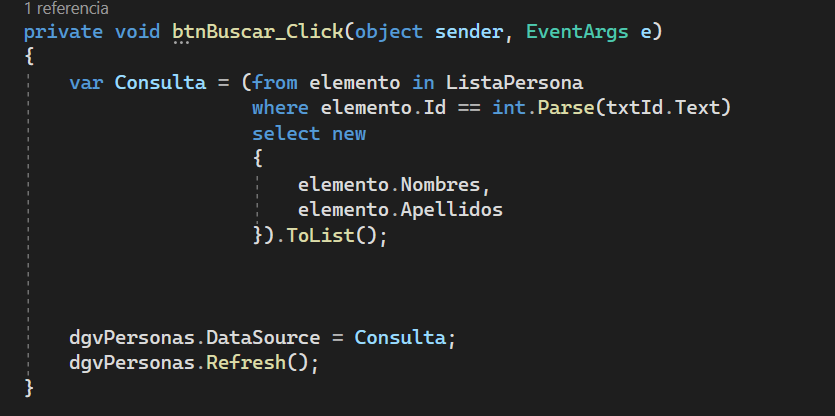 1 referencia
private void btnBuscar_Click(object sender, EventArgs e)
{
var Consulta = (from elemento in ListaPersona
where elemento.Id == int.Parse(txtId.Text)
select new
{
elemento.Nombres,
elemento.Apellidos
}).ToList();
dgvPersonas.DataSource = Consulta;
dgvPersonas.Refresh();
}